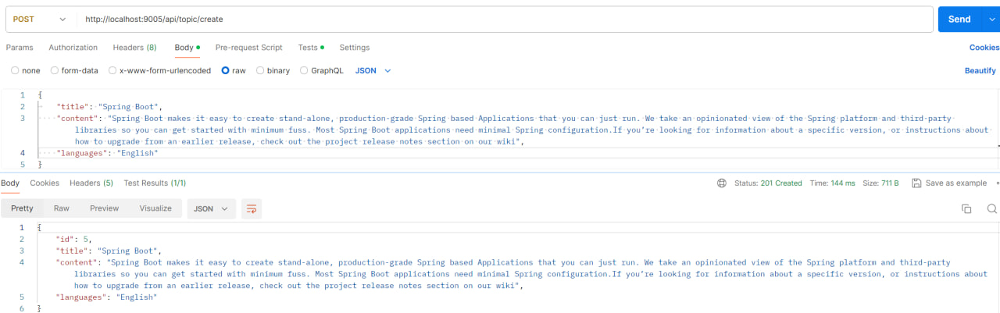 POST http://localhost:9005/api/topic/create Send
Params Authorization Headers (8) Body Pre-request Script Tests Settings Cookies
none form-data x-www-form-urlencoded raw binary GraphQL JSON Beautify
1 {
2 "title": "Spring Boot",
3 "content": "Spring Boot makes it easy to create stand-alone, production-grade Spring based Applications that you can just run. We take an opinionated view of the Spring platform and third-party
libraries so you can get started with minimum fuss. Most Spring Boot applications need minimal Spring configuration.If you're looking for information about a specific version, or instructions about
how to upgrade from an earlier release, check out the project release notes section on our wiki",
4 "languages": "English"
5 }
Body Cookies Headers (5) Test Results (1/1) Status: 201 Created Time: 144 ms Size: 711 B Save as example
Pretty Raw Preview Visualize JSON
1 {
2 "id": 5,
3 "title": "Spring Boot",
4 "content": "Spring Boot makes it easy to create stand-alone, production-grade Spring based Applications that you can just run. We take an opinionated view of the Spring platform and third-party
libraries so you can get started with minimum fuss. Most Spring Boot applications need minimal Spring configuration.If you're looking for information about a specific version, or instructions about
how to upgrade from an earlier release, check out the project release notes section on our wiki",
5 "languages": "English"
6 }